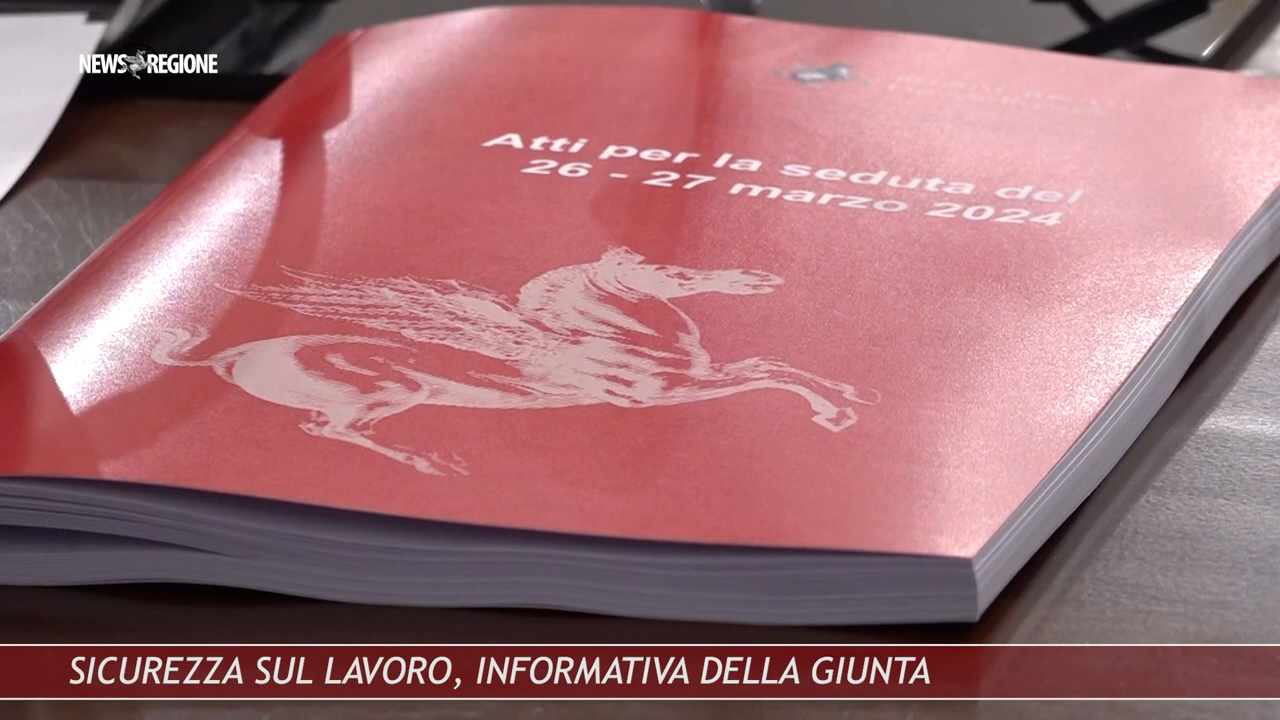 NEWS REGIONE
Atti per la seduta del
26 - 27 marzo 2024
SICUREZZA SUL LAVORO, INFORMATIVA DELLA GIUNTA